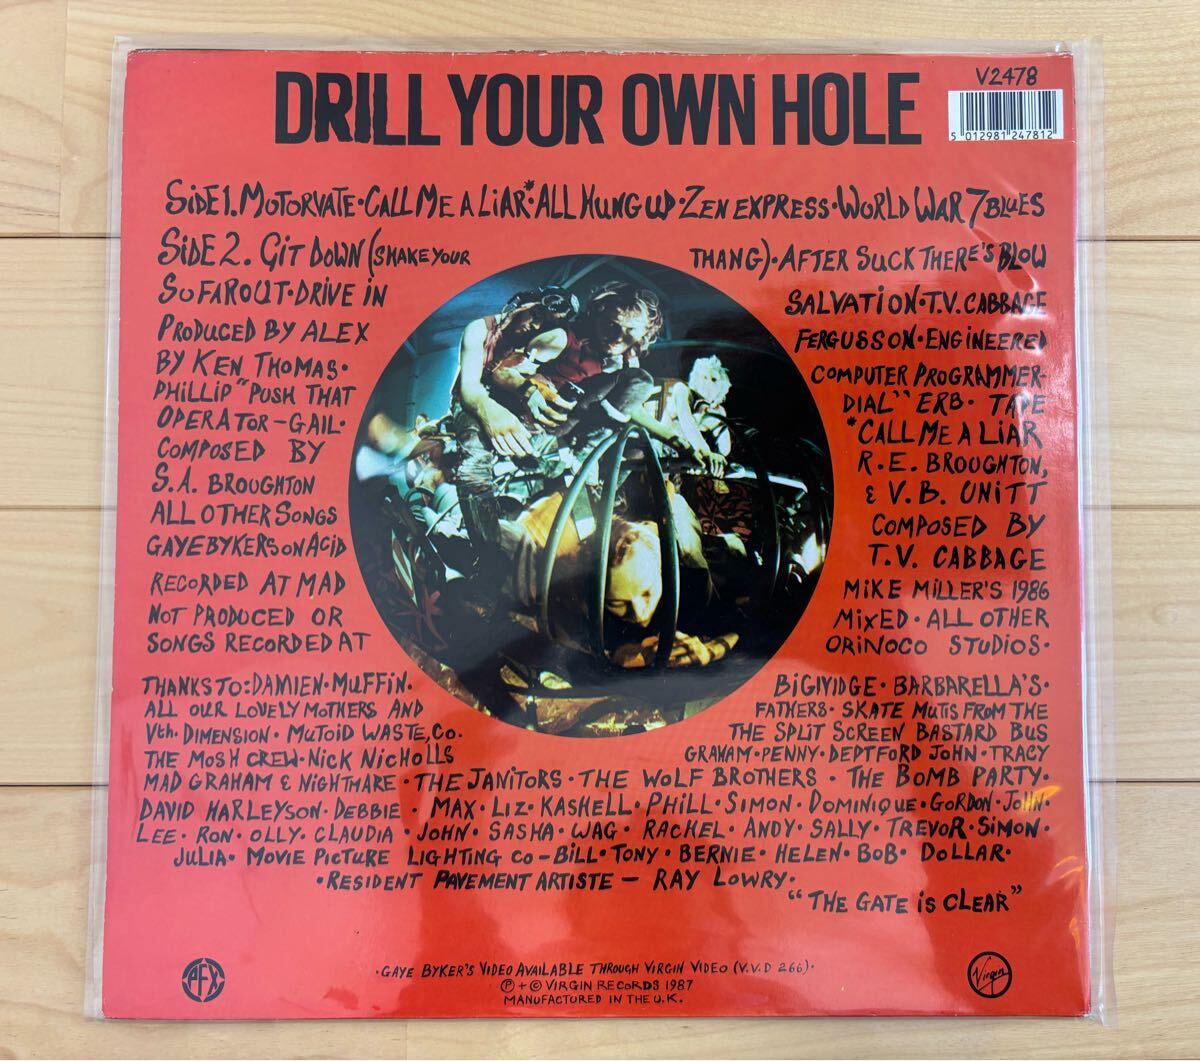 DRILL YOUR OWN HOLE
V2478
5 012981 247812
SIDE 1. MOTORVATE · CALL ME A LIAR* ALL HUNG UP · ZEN EXPRESS · WORLD WAR 7 BLUES
SIDE 2. GIT DOWN (SHAKE YOUR THANG) · AFTER SUCK THERE'S BLOW
SO FAR OUT · DRIVE IN SALVATION · T.V. CABBAGE
PRODUCED BY ALEX FERGUSSON · ENGINEERED
BY KEN THOMAS · COMPUTER PROGRAMMER-
PHILLIP "PUSH THAT DIAL" ERB · TAPE
OPERATOR – GAIL · *CALL ME A LIAR
COMPOSED BY R.E. BROUGHTON,
S.A. BROUGHTON & V.B. UNITT
ALL OTHER SONGS COMPOSED BY
GAYE BYKERS ON ACID T.V. CABBAGE
RECORDED AT MAD MIKE MILLER'S 1986
NOT PRODUCED OR MIXED · ALL OTHER
SONGS RECORDED AT ORINOCO STUDIOS ·
THANKS TO: DAMIEN · MUFFIN · BIGIVIDGE · BARBARELLA'S ·
ALL OUR LOVELY MOTHERS AND FATHERS · SKATE MUTIS FROM THE
Vth. DIMENSION · MUTOID WASTE, CO. THE SPLIT SCREEN BASTARD BUS
THE MOSH CREW · NICK NICHOLLS GRAHAM · PENNY · DEPTFORD JOHN · TRACY
MAD GRAHAM & NIGHTMARE · THE JANITORS · THE WOLF BROTHERS · THE BOMB PARTY ·
DAVID HARLEYSON · DEBBIE · MAX · LIZ · KASHELL · PHILL · SIMON · DOMINIQUE · GORDON · JOHN ·
LEE · RON · OLLY · CLAUDIA · JOHN · SASHA · WAG · RACHEL · ANDY · SALLY · TREVOR · SIMON ·
JULIA · MOVIE PICTURE LIGHTING CO – BILL · TONY · BERNIE · HELEN · BOB · DOLLAR ·
· RESIDENT PAVEMENT ARTISTE – RAY LOWRY ·
"THE GATE iS CLEAR"
PFX
· GAYE BYKER'S VIDEO AVAILABLE THROUGH VIRGIN VIDEO (V.V.D 266) ·
Ⓟ + © VIRGIN RECORDS 1987
MANUFACTURED IN THE U.K.
Virgin